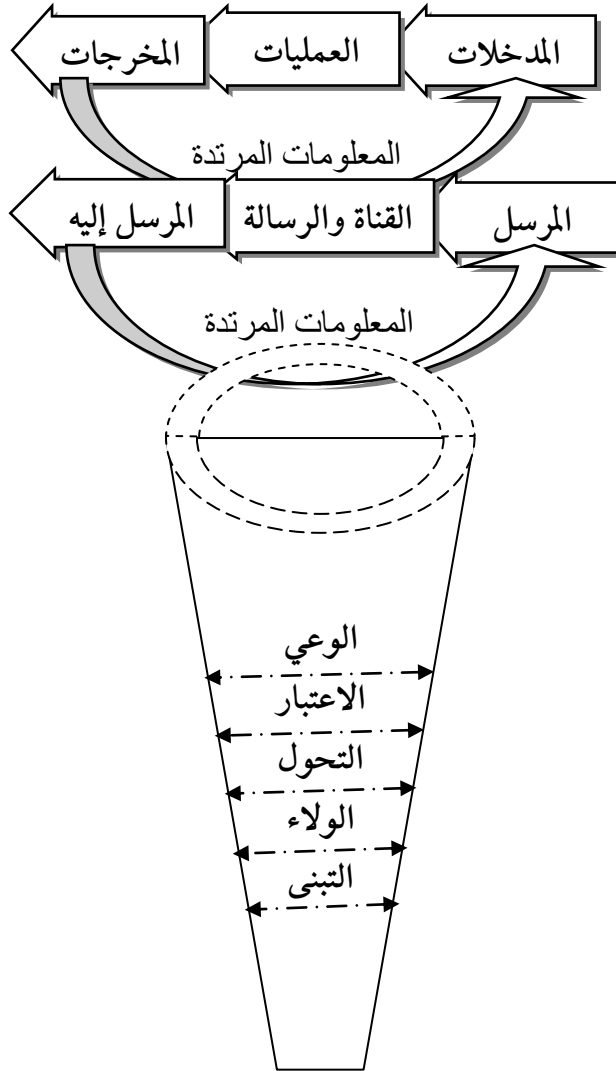 المدخلات العمليات المخرجات
المعلومات المرتدة
المرسل القناة والرسالة المرسل إليه
المعلومات المرتدة
الوعي
الاعتبار
التحول
الولاء
التبنى